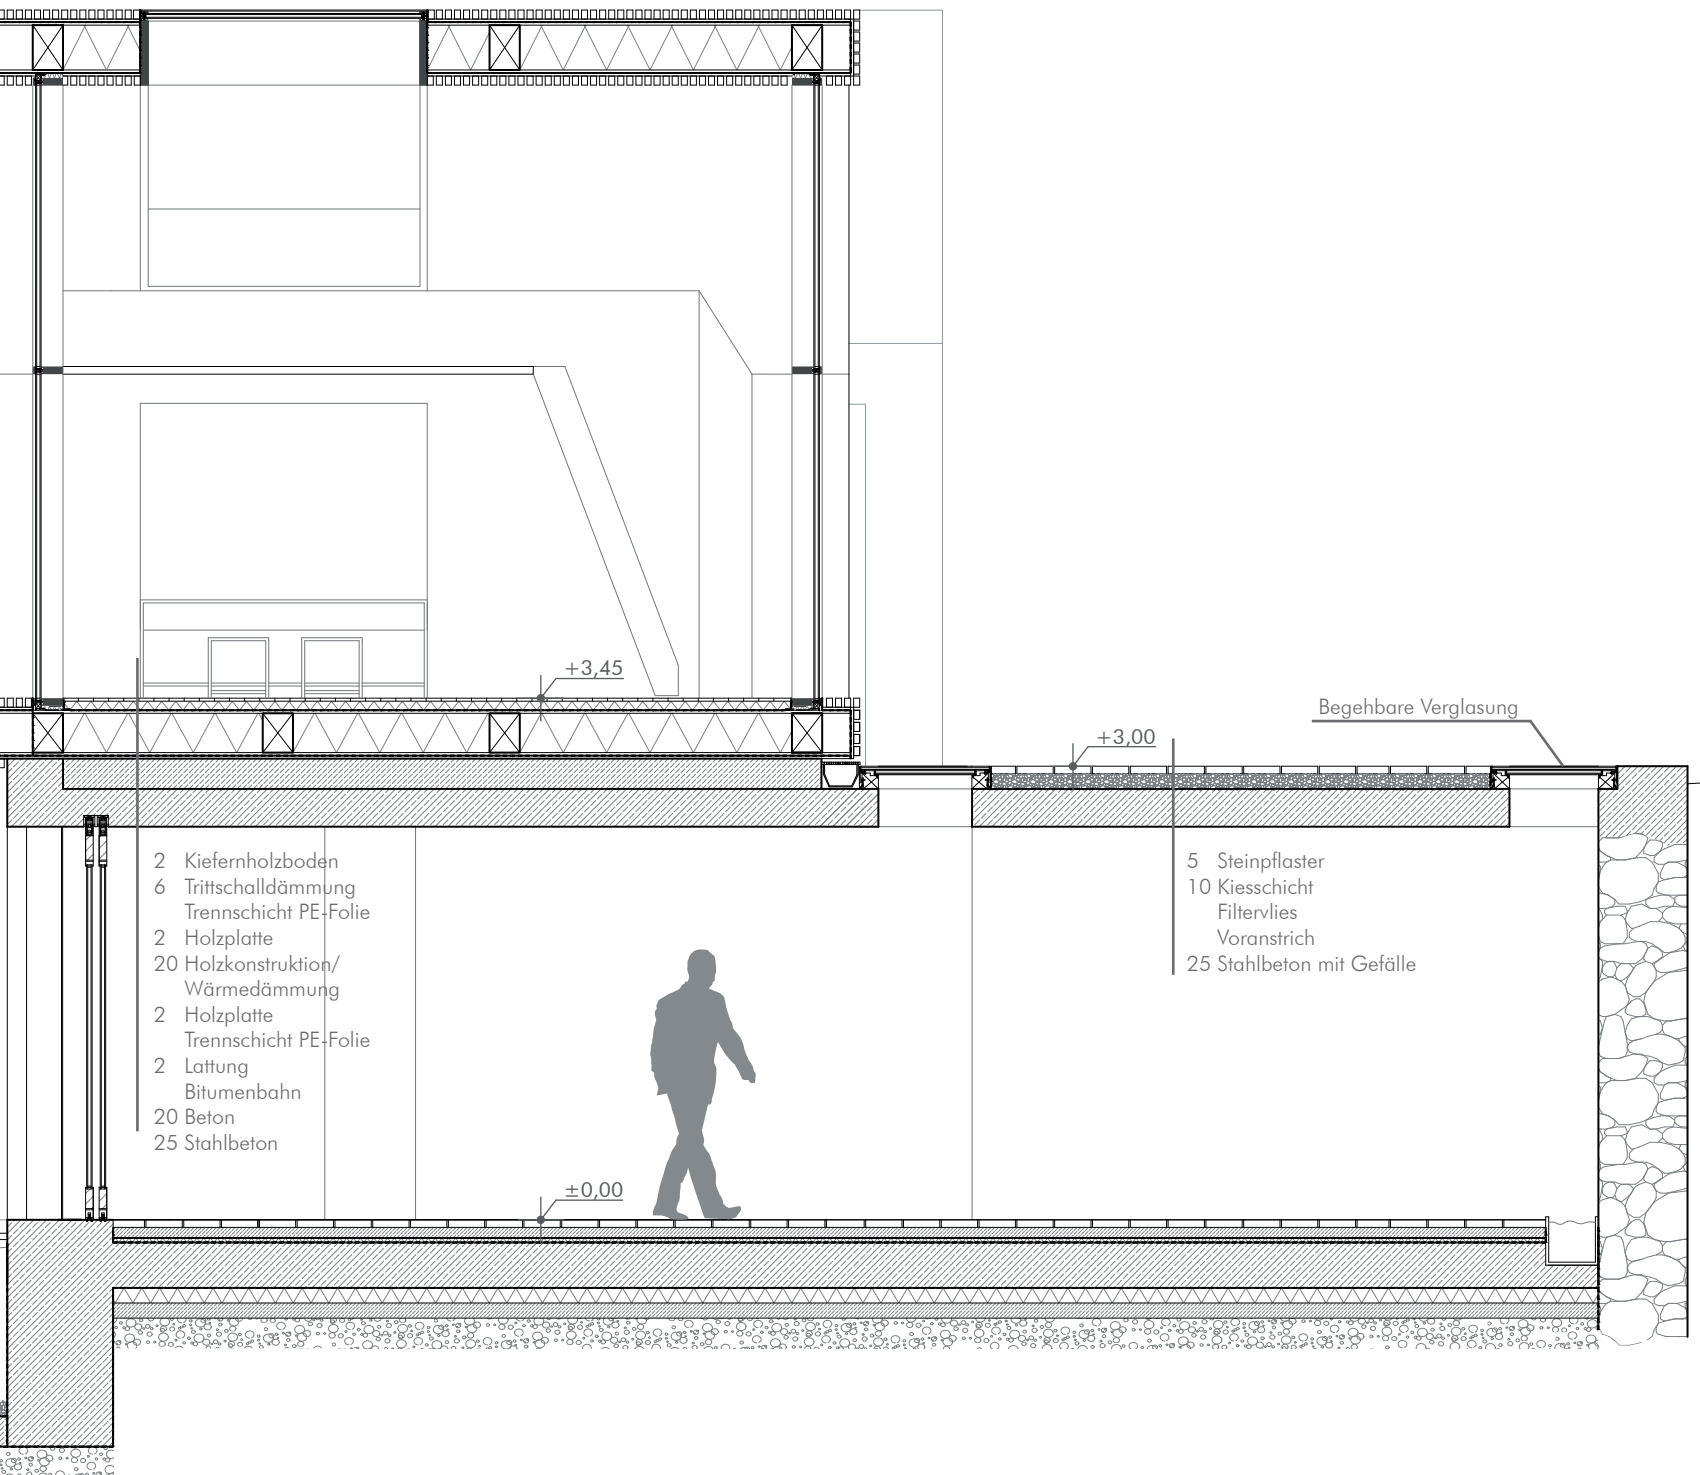 +3,45
Begehbare Verglasung
+3,00
2 Kiefernholzboden
6 Trittschalldämmung
Trennschicht PE-Folie
2 Holzplatte
20 Holzkonstruktion/
Wärmedämmung
2 Holzplatte
Trennschicht PE-Folie
2 Lattung
Bitumenbahn
20 Beton
25 Stahlbeton
5 Steinpflaster
10 Kiesschicht
Filtervlies
Voranstrich
25 Stahlbeton mit Gefälle
±0,00